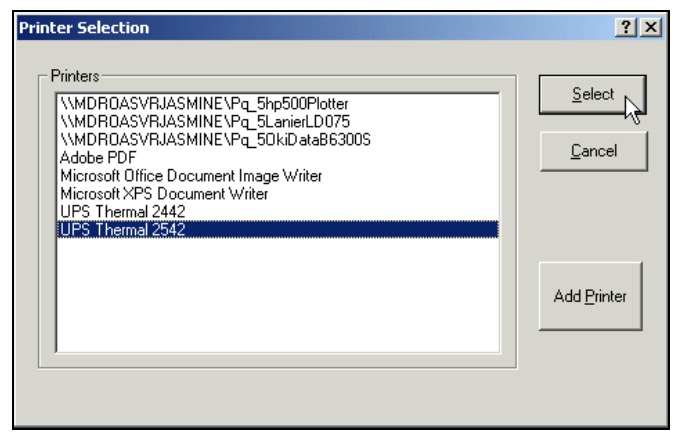 Printer Selection
Printers
\\MDROASVRJASMINE\Pq_5hp500Plotter
\\MDROASVRJASMINE\Pq_5LanierLD075
\\MDROASVRJASMINE\Pq_5OkiDataB6300S
Adobe PDF
Microsoft Office Document Image Writer
Microsoft XPS Document Writer
UPS Thermal 2442
UPS Thermal 2542
Select
Cancel
Add Printer